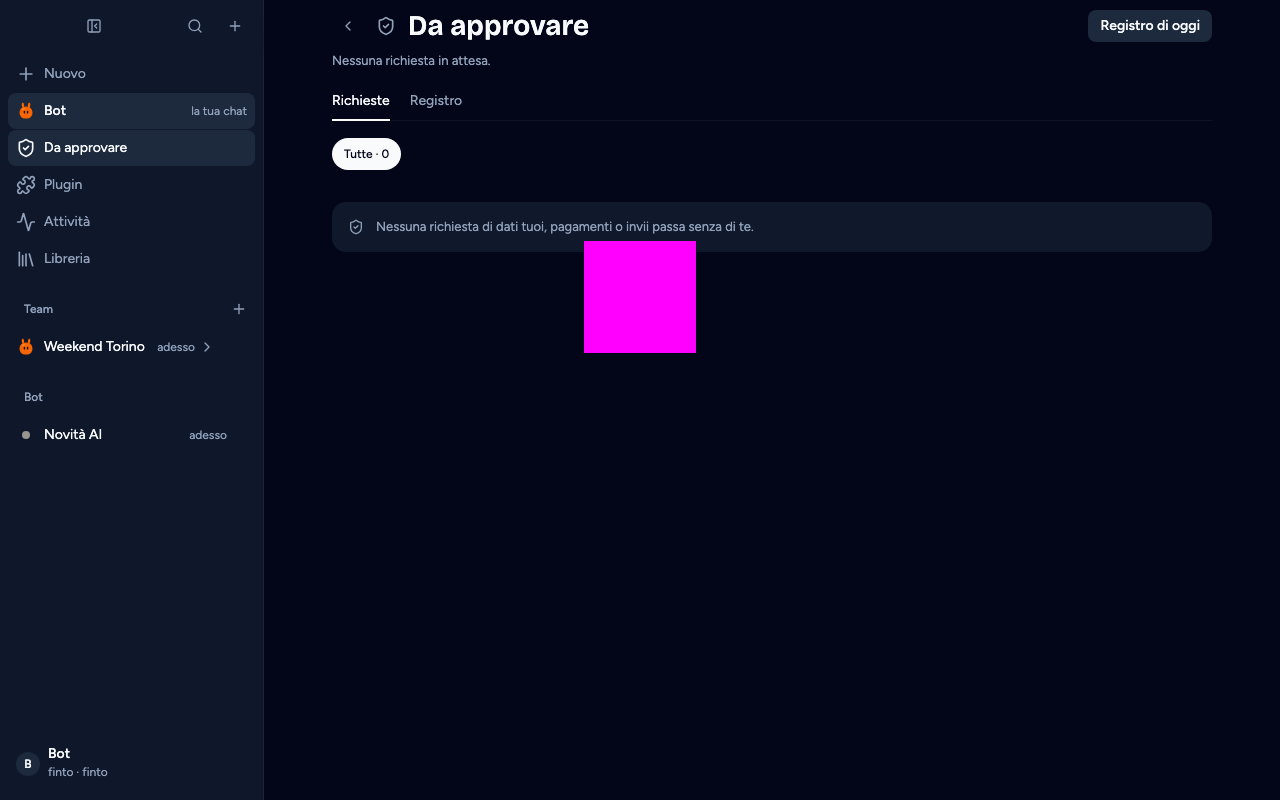 Nuovo
Bot
la tua chat
Da approvare
Plugin
Attività
Libreria
Team
Weekend Torino
adesso
Bot
Novità AI
adesso
B
Bot
finto · finto
Da approvare
Registro di oggi
Nessuna richiesta in attesa.
Richieste
Registro
Tutte · 0
Nessuna richiesta di dati tuoi, pagamenti o invii passa senza di te.